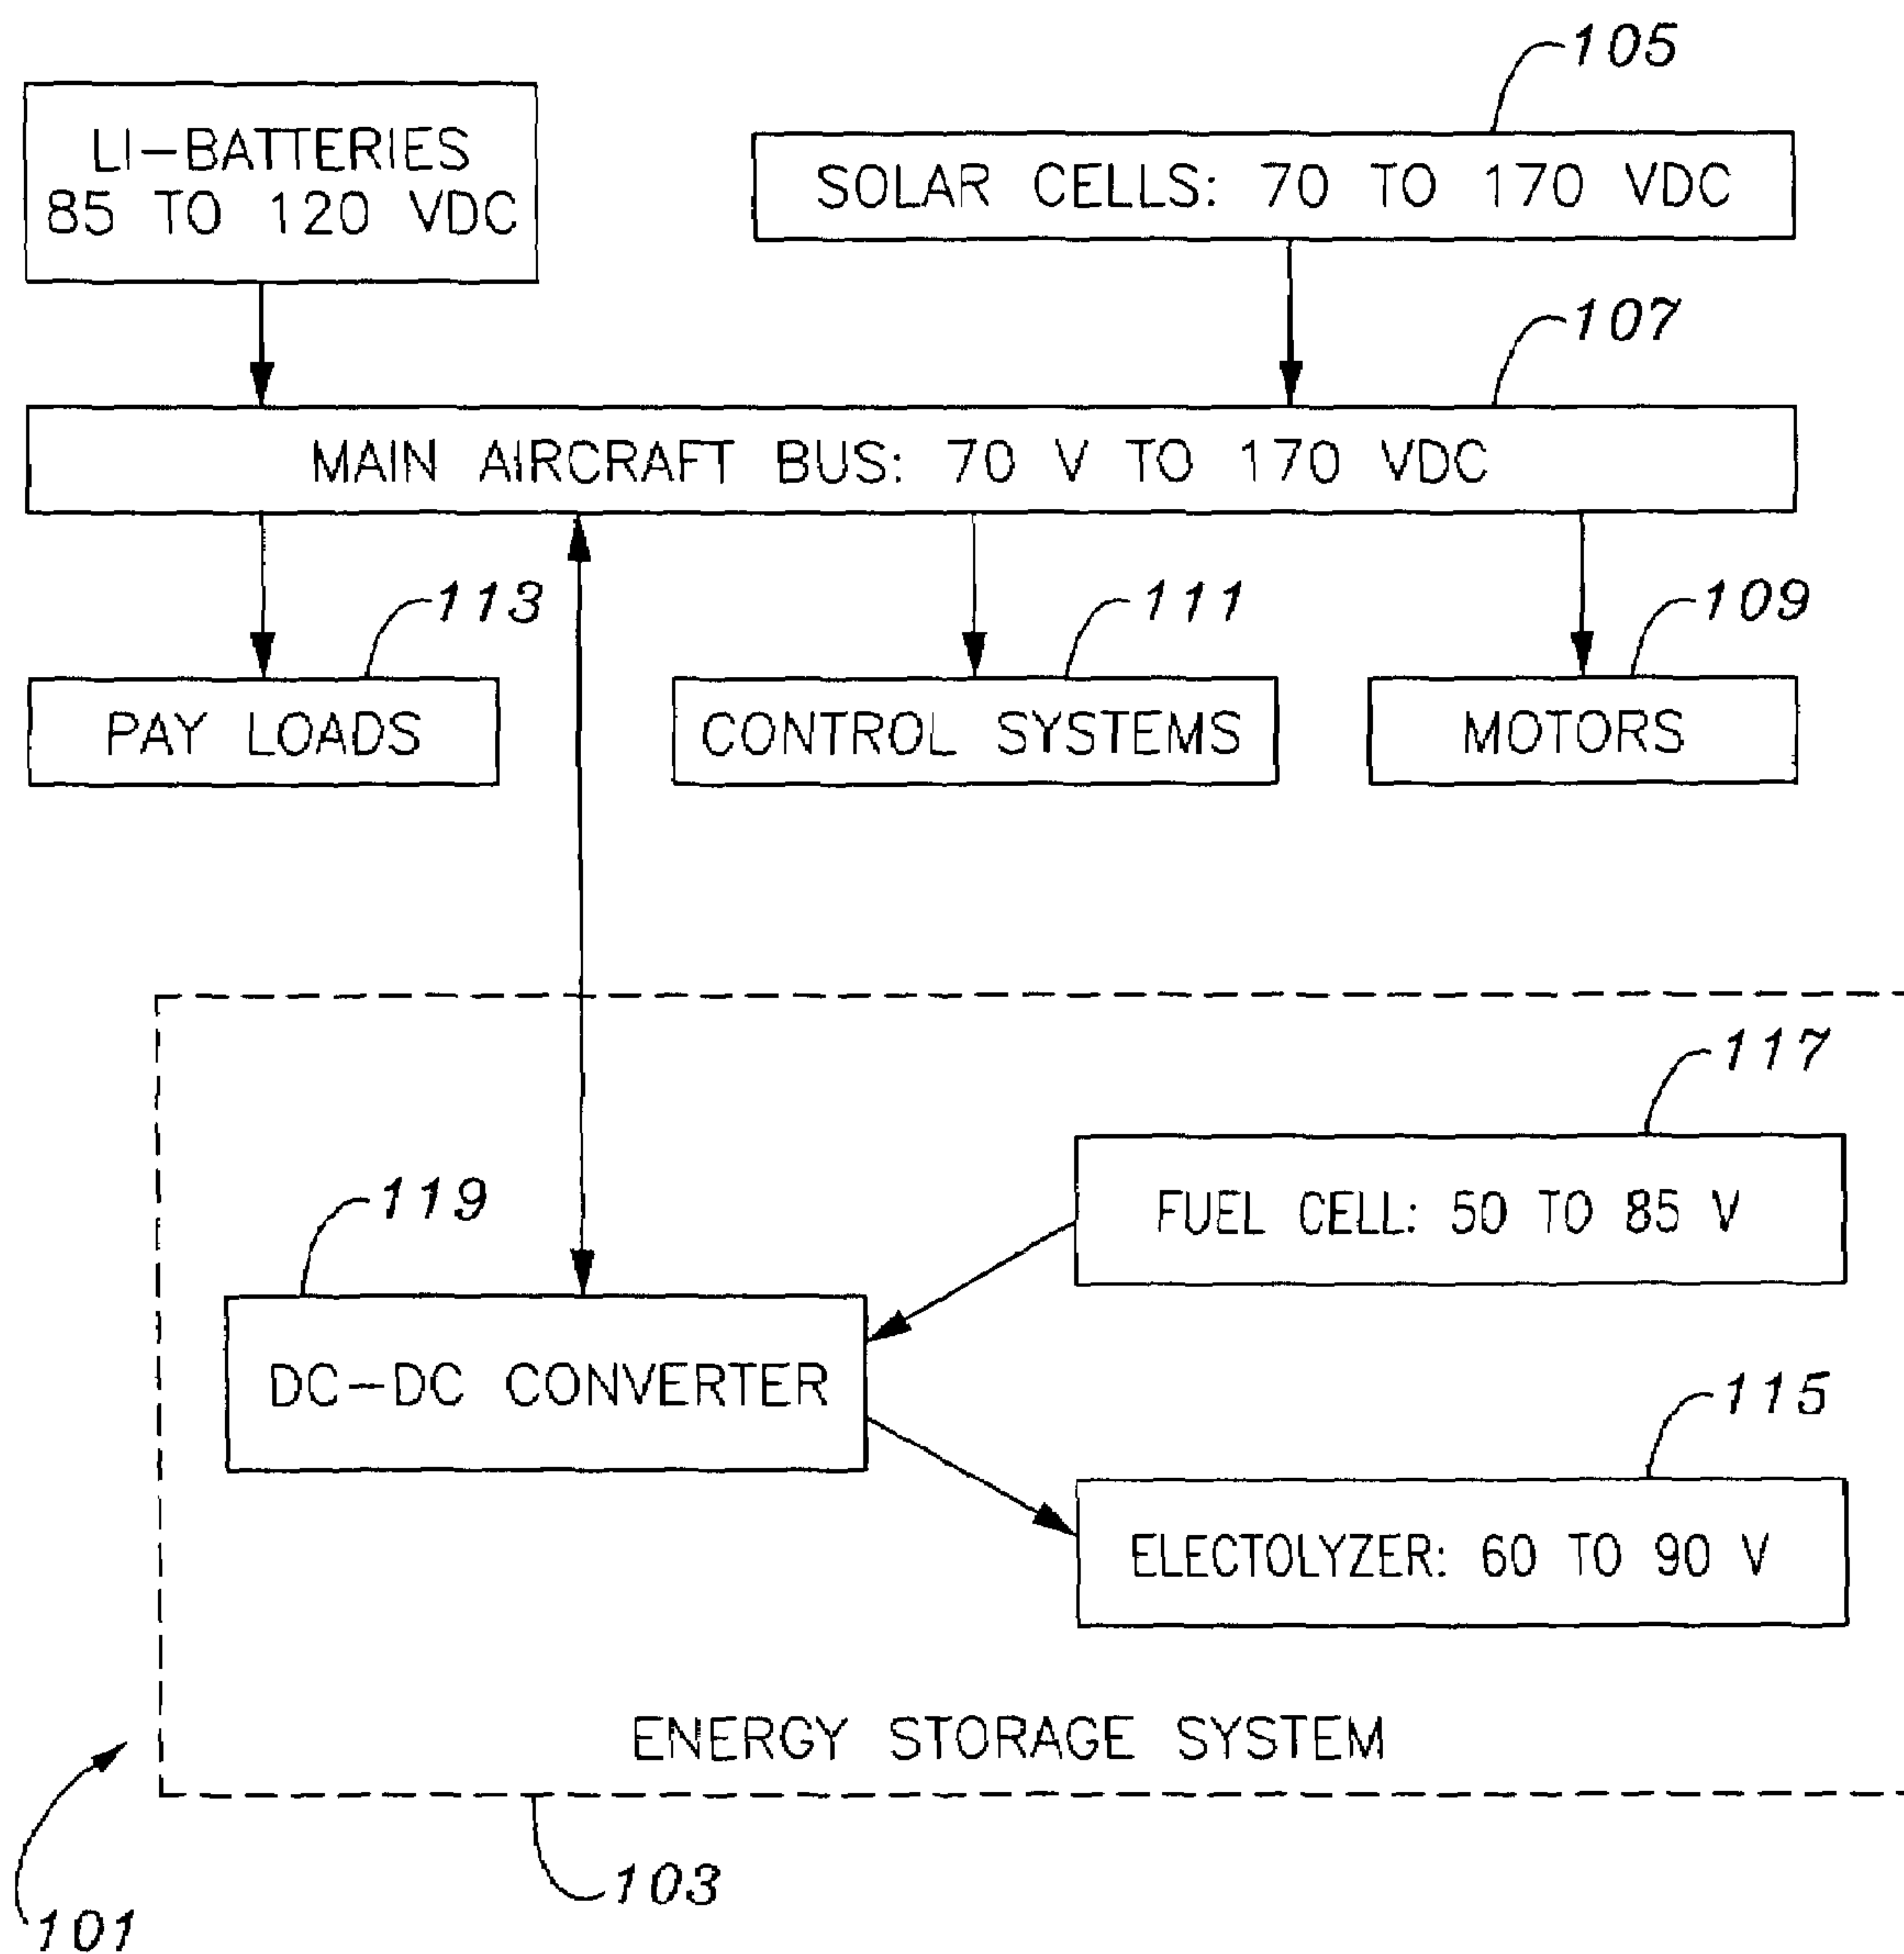 105
LI-BATTERIES
85 TO 120 VDC
SOLAR CELLS: 70 TO 170 VDC
107
MAIN AIRCRAFT BUS: 70 V TO 170 VDC
113
111
109
PAY LOADS
CONTROL SYSTEMS
MOTORS
117
119
FUEL CELL: 50 TO 85 V
DC-DC CONVERTER
115
ELECTOLYZER: 60 TO 90 V
ENERGY STORAGE SYSTEM
103
101